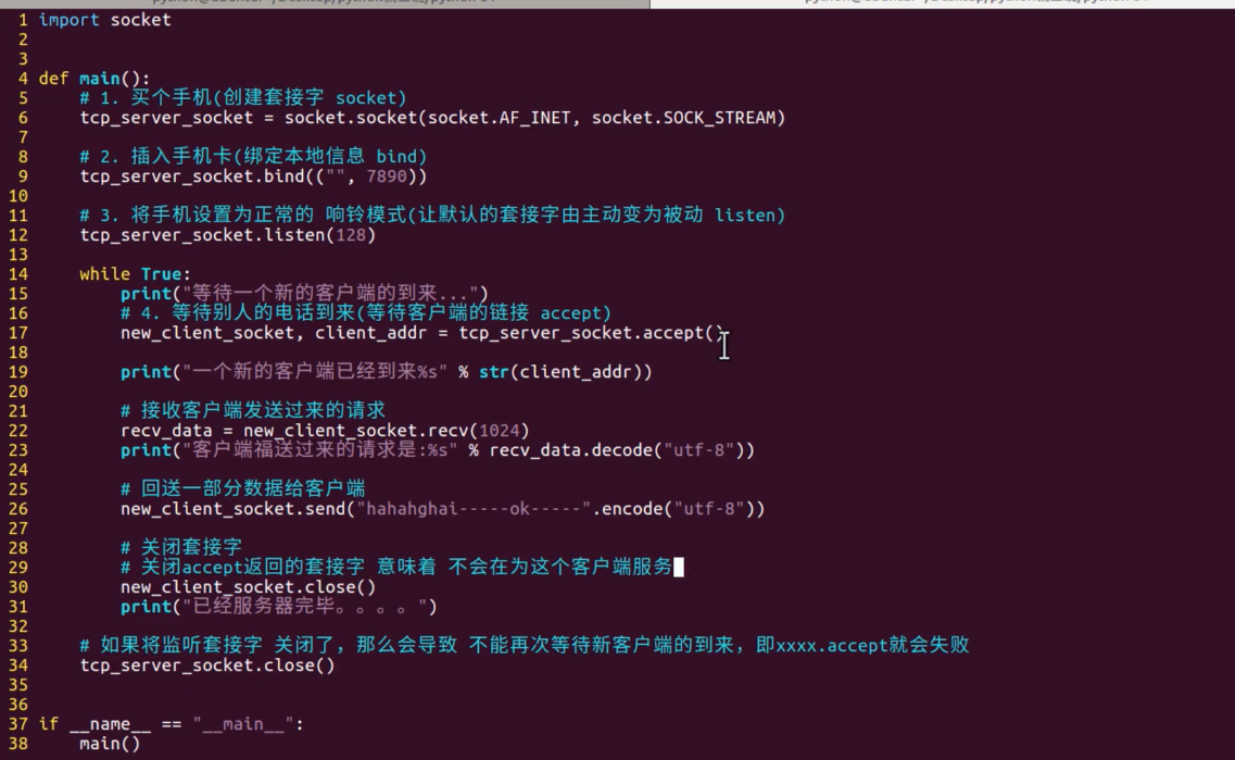 1 import socket
2
3
4 def main():
5     # 1. 买个手机(创建套接字 socket)
6     tcp_server_socket = socket.socket(socket.AF_INET, socket.SOCK_STREAM)
7
8     # 2. 插入手机卡(绑定本地信息 bind)
9     tcp_server_socket.bind(("", 7890))
10
11     # 3. 将手机设置为正常的 响铃模式(让默认的套接字由主动变为被动 listen)
12     tcp_server_socket.listen(128)
13
14     while True:
15         print("等待一个新的客户端的到来...")
16         # 4. 等待别人的电话到来(等待客户端的链接 accept)
17         new_client_socket, client_addr = tcp_server_socket.accept()
18
19         print("一个新的客户端已经到来%s" % str(client_addr))
20
21         # 接收客户端发送过来的请求
22         recv_data = new_client_socket.recv(1024)
23         print("客户端福送过来的请求是:%s" % recv_data.decode("utf-8"))
24
25         # 回送一部分数据给客户端
26         new_client_socket.send("hahahghai-----ok-----".encode("utf-8"))
27
28         # 关闭套接字
29         # 关闭accept返回的套接字 意味着 不会在为这个客户端服务
30         new_client_socket.close()
31         print("已经服务器完毕。。。。")
32
33     # 如果将监听套接字 关闭了，那么会导致 不能再次等待新客户端的到来，即xxxx.accept就会失败
34     tcp_server_socket.close()
35
36
37 if __name__ == "__main__":
38     main()